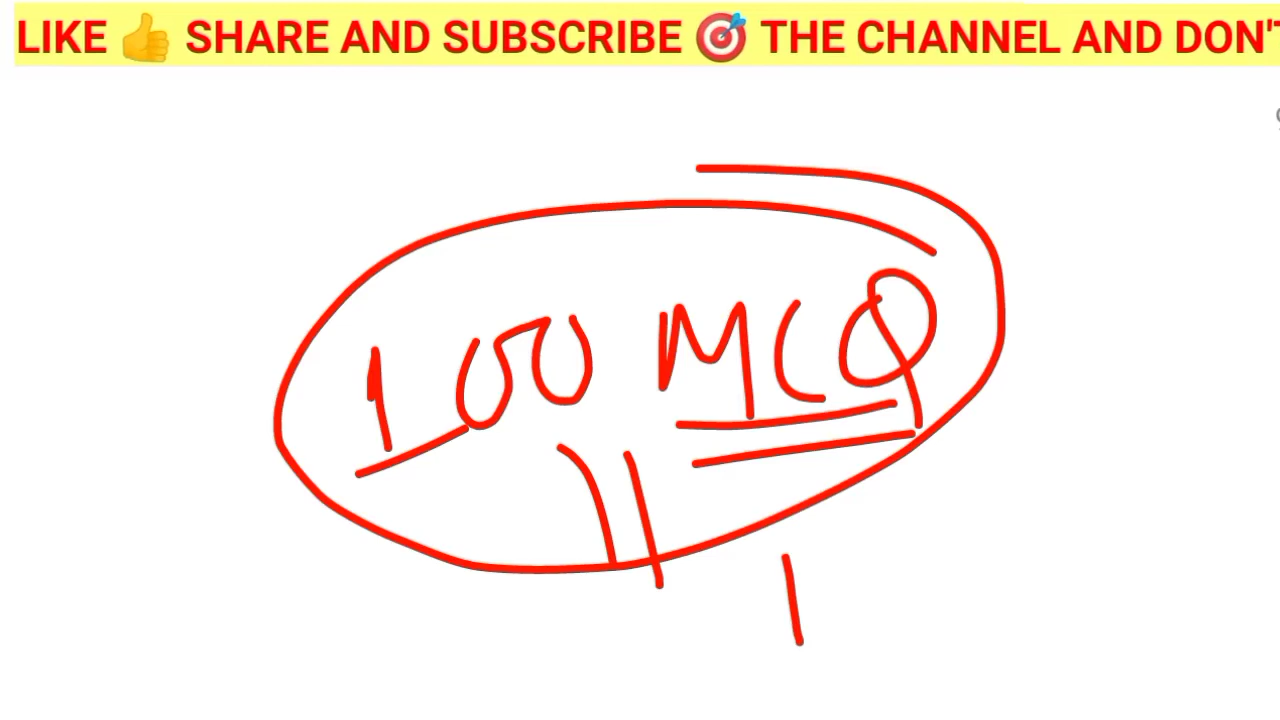 LIKE 👍 SHARE AND SUBSCRIBE 🎯 THE CHANNEL AND DON'T
100 MCQ